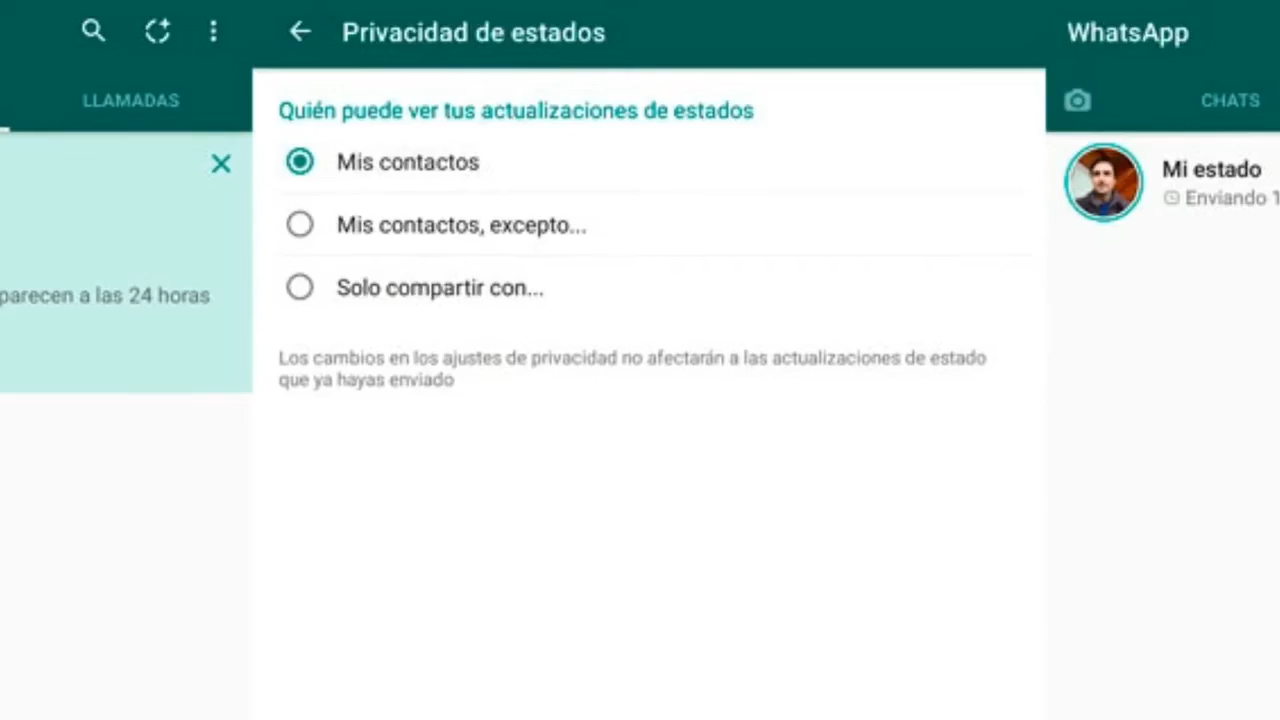 LLAMADAS
parecen a las 24 horas
Privacidad de estados
Quién puede ver tus actualizaciones de estados
Mis contactos
Mis contactos, excepto...
Solo compartir con...
Los cambios en los ajustes de privacidad no afectarán a las actualizaciones de estado
que ya hayas enviado
WhatsApp
CHATS
Mi estado
Enviando 1